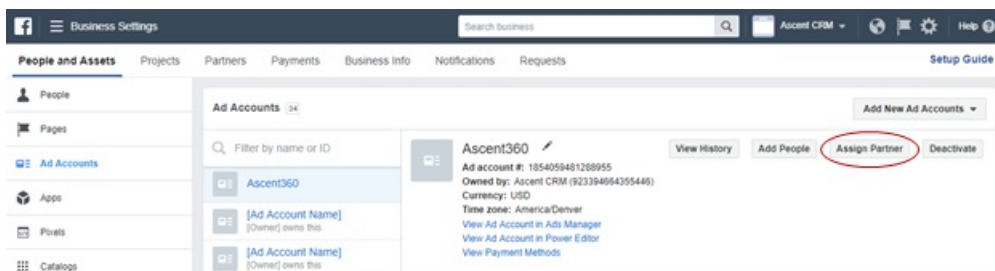 f Business Settings Search business Ascent CRM Help
People and Assets Projects Partners Payments Business Info Notifications Requests Setup Guide
People
Pages
Ad Accounts
Apps
Pixels
Catalogs
Ad Accounts 34 Add New Ad Accounts
Filter by name or ID
Ascent360
[Ad Account Name]
[Owner] owns this
[Ad Account Name]
[Owner] owns this
Ascent360 View History Add People Assign Partner Deactivate
Ad account #: 1854059481288955
Owned by: Ascent CRM (923394664355446)
Currency: USD
Time zone: America/Denver
View Ad Account in Ads Manager
View Ad Account in Power Editor
View Payment Methods